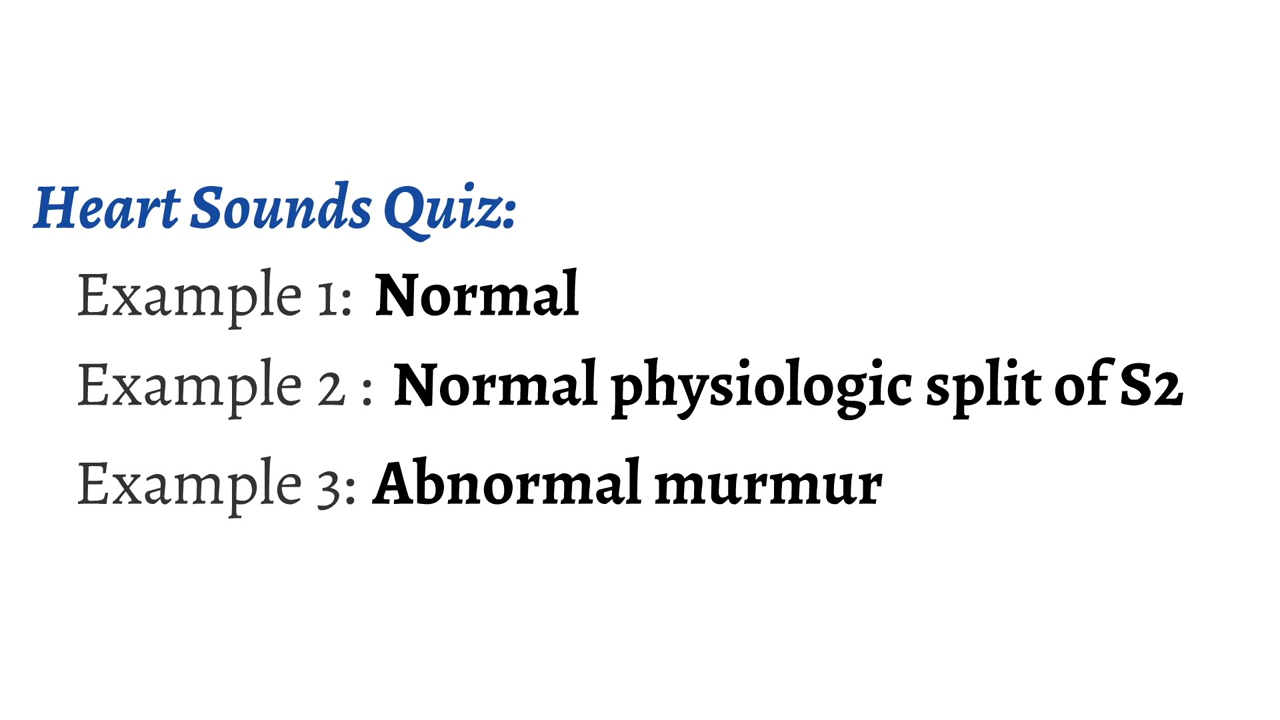 Heart Sounds Quiz:
Example 1: Normal
Example 2 : Normal physiologic split of S2
Example 3: Abnormal murmur